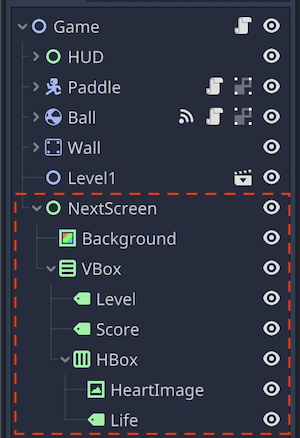 Game
HUD
Paddle
Ball
Wall
Level1
NextScreen
Background
VBox
Level
Score
HBox
HeartImage
Life